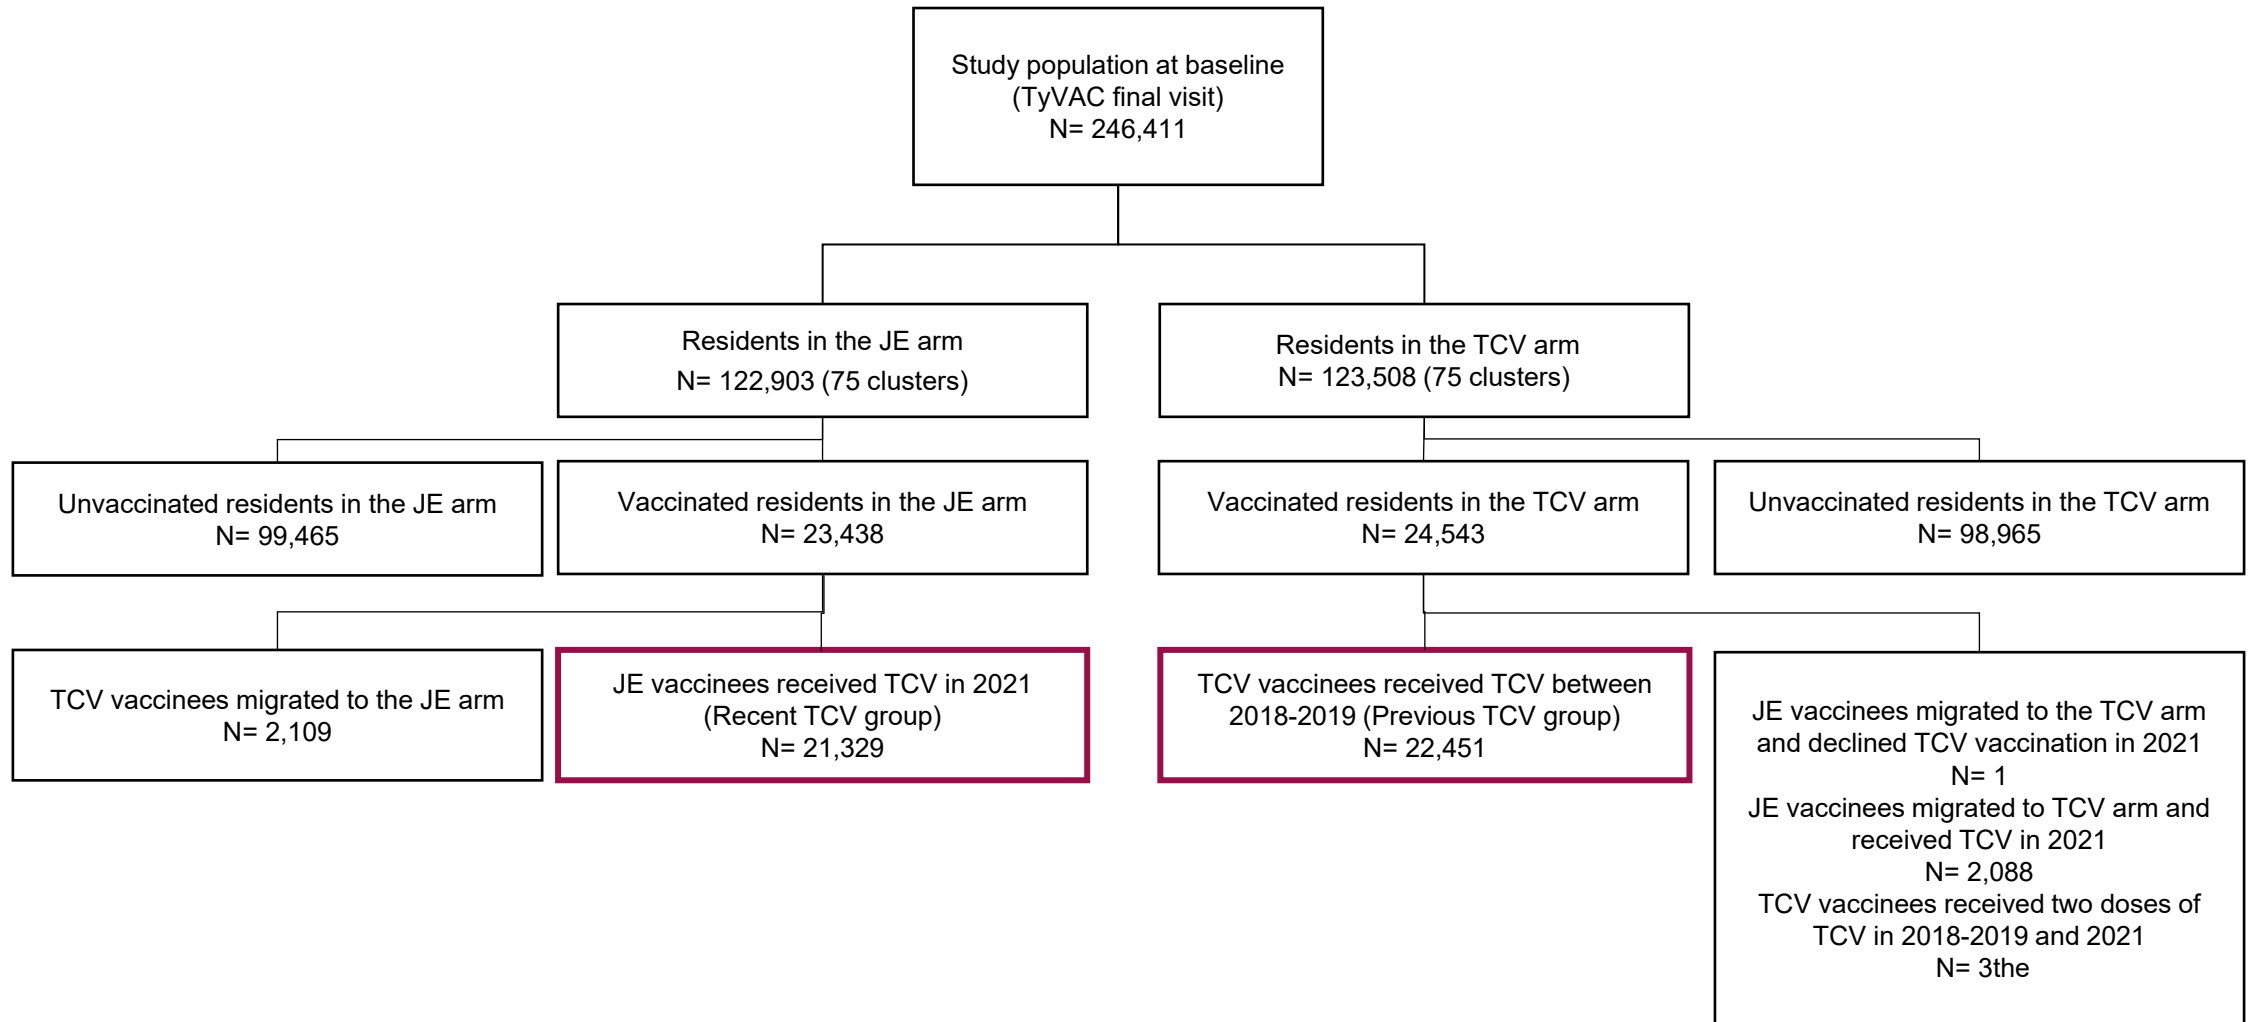 Study population at baseline
(TyVAC final visit)
N= 246,411
Residents in the JE arm
N= 122,903 (75 clusters)
Residents in the TCV arm
N= 123,508 (75 clusters)
Unvaccinated residents in the JE arm
N= 99,465
Vaccinated residents in the JE arm
N= 23,438
Vaccinated residents in the TCV arm
N= 24,543
Unvaccinated residents in the TCV arm
N= 98,965
TCV vaccinees migrated to the JE arm
N= 2,109
JE vaccinees received TCV in 2021
(Recent TCV group)
N= 21,329
TCV vaccinees received TCV between
2018-2019 (Previous TCV group)
N= 22,451
JE vaccinees migrated to the TCV arm
and declined TCV vaccination in 2021
N= 1
JE vaccinees migrated to TCV arm and
received TCV in 2021
N= 2,088
TCV vaccinees received two doses of
TCV in 2018-2019 and 2021
N= 3the